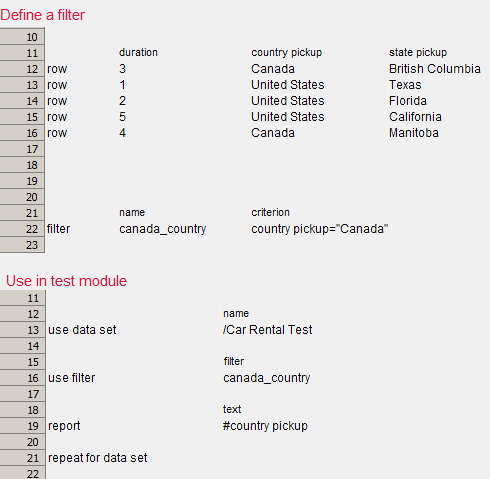 Define a filter
10
11 duration country pickup state pickup
12 row 3 Canada British Columbia
13 row 1 United States Texas
14 row 2 United States Florida
15 row 5 United States California
16 row 4 Canada Manitoba
17
18
19
20
21 name criterion
22 filter canada_country country pickup="Canada"
23
Use in test module
11
12 name
13 use data set /Car Rental Test
14
15 filter
16 use filter canada_country
17
18 text
19 report #country pickup
20
21 repeat for data set
22